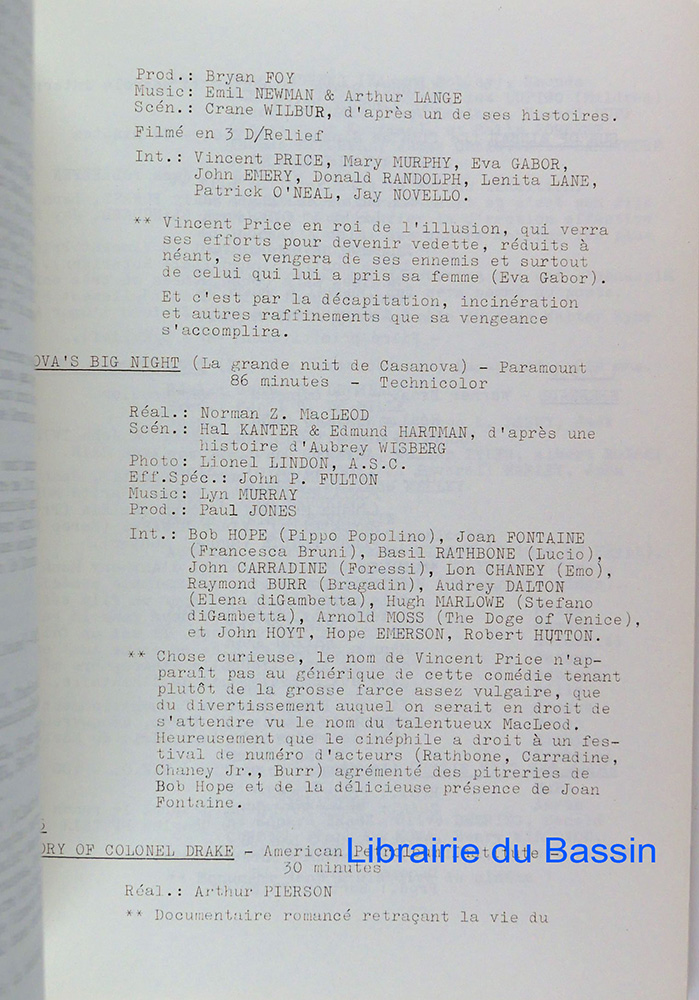 Prod.: Bryan FOY
Music: Emil NEWMAN & Arthur LANGE
Scén.: Crane WILBUR, d'après un de ses histoires.
Filmé en 3 D/Relief
Int.: Vincent PRICE, Mary MURPHY, Eva GABOR,
John EMERY, Donald RANDOLPH, Lenita LANE,
Patrick O'NEAL, Jay NOVELLO.
** Vincent Price en roi de l'illusion, qui verra
ses efforts pour devenir vedette, réduits à
néant, se vengera de ses ennemis et surtout
de celui qui lui a pris sa femme (Eva Gabor).
Et c'est par la décapitation, incinération
et autres raffinements que sa vengeance
s'accomplira.
OVA'S BIG NIGHT (La grande nuit de Casanova) - Paramount
86 minutes - Technicolor
Réal.: Norman Z. MacLEOD
Scén.: Hal KANTER & Edmund HARTMAN, d'après une
histoire d'Aubrey WISBERG
Photo: Lionel LINDON, A.S.C.
Eff.Spéc.: John P. FULTON
Music: Lyn MURRAY
Prod.: Paul JONES
Int.: Bob HOPE (Pippo Popolino), Joan FONTAINE
(Francesca Bruni), Basil RATHBONE (Lucio),
John CARRADINE (Foressi), Lon CHANEY (Emo),
Raymond BURR (Bragadin), Audrey DALTON
(Elena diGambetta), Hugh MARLOWE (Stefano
diGambetta), Arnold MOSS (The Doge of Venice),
et John HOYT, Hope EMERSON, Robert HUTTON.
** Chose curieuse, le nom de Vincent Price n'ap-
paraît pas au générique de cette comédie tenant
plutôt de la grosse farce assez vulgaire, que
du divertissement auquel on serait en droit de
s'attendre vu le nom du talentueux MacLeod.
Heureusement que le cinéphile a droit à un fes-
tival de numéro d'acteurs (Rathbone, Carradine,
Chaney Jr., Burr) agrémenté des pitreries de
Bob Hope et de la délicieuse présence de Joan
Fontaine.
ORY OF COLONEL DRAKE - American Petroleum Institute -
30 minutes
Réal.: Arthur PIERSON
** Documentaire romancé retraçant la vie du
Librairie du Bassin